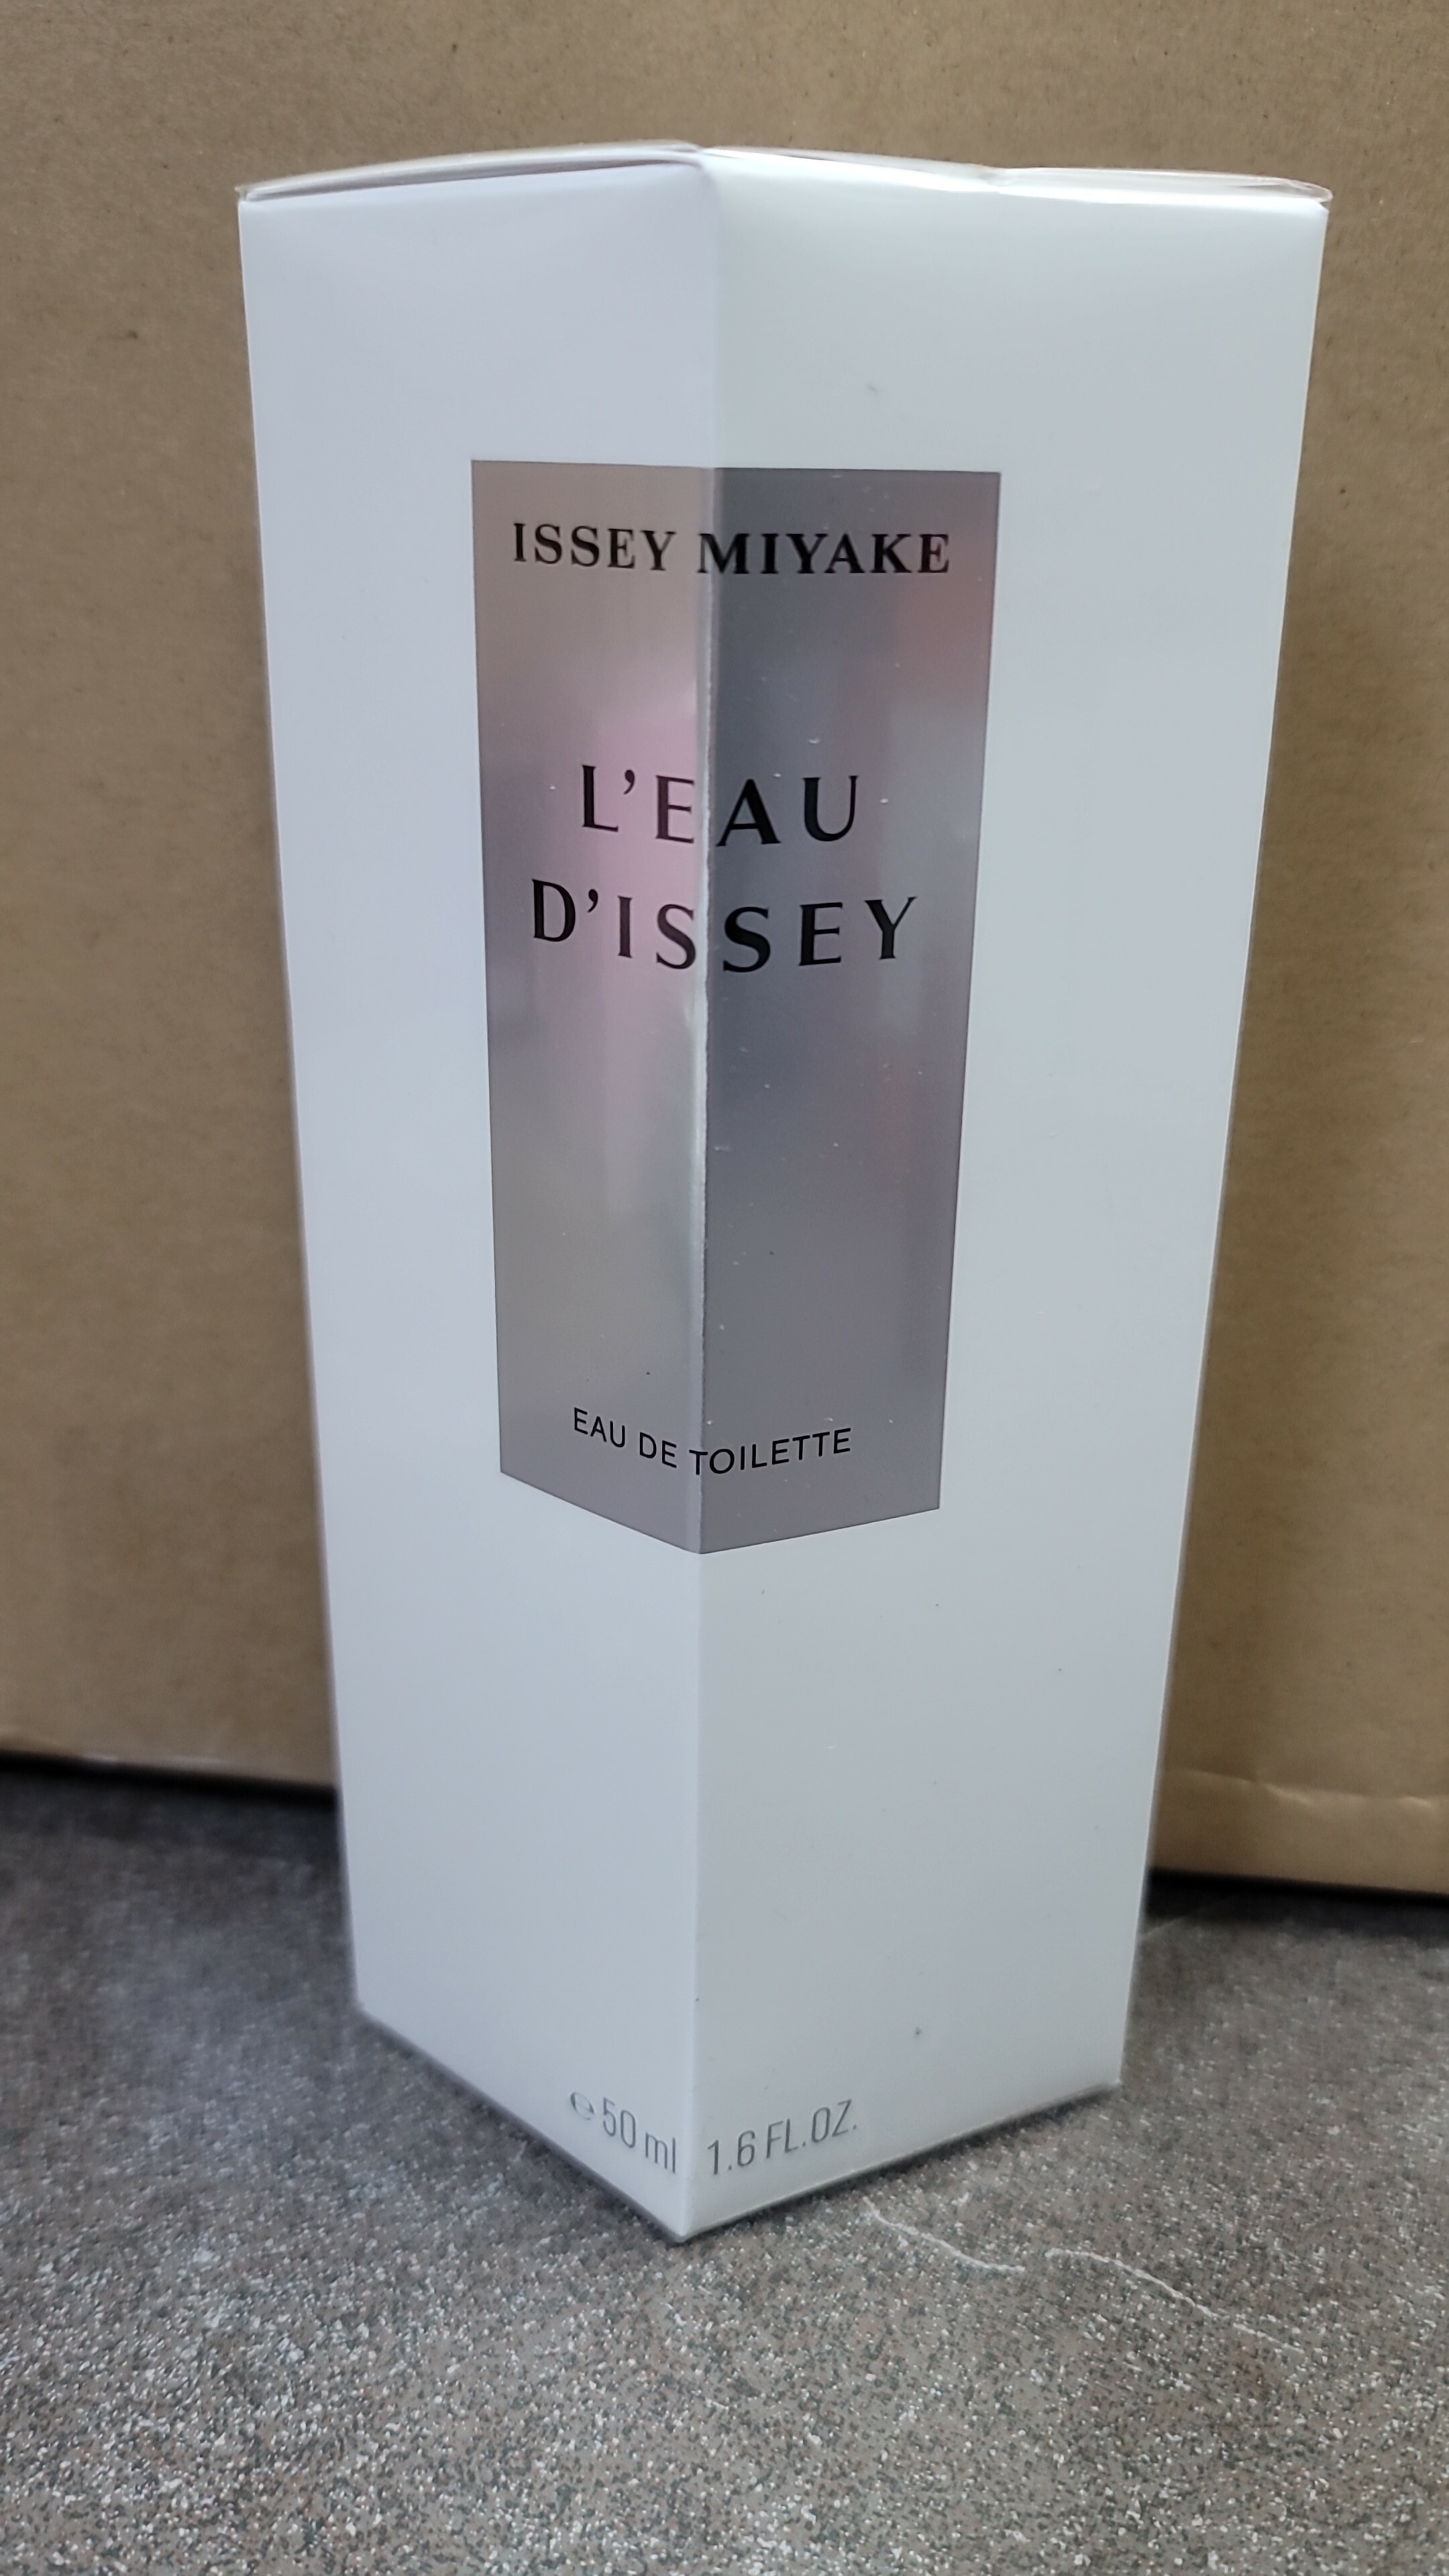 ISSEY MIYAKE
L'EAU
D'ISSEY
EAU DE TOILETTE
℮ 50 ml 1.6 FL.OZ.